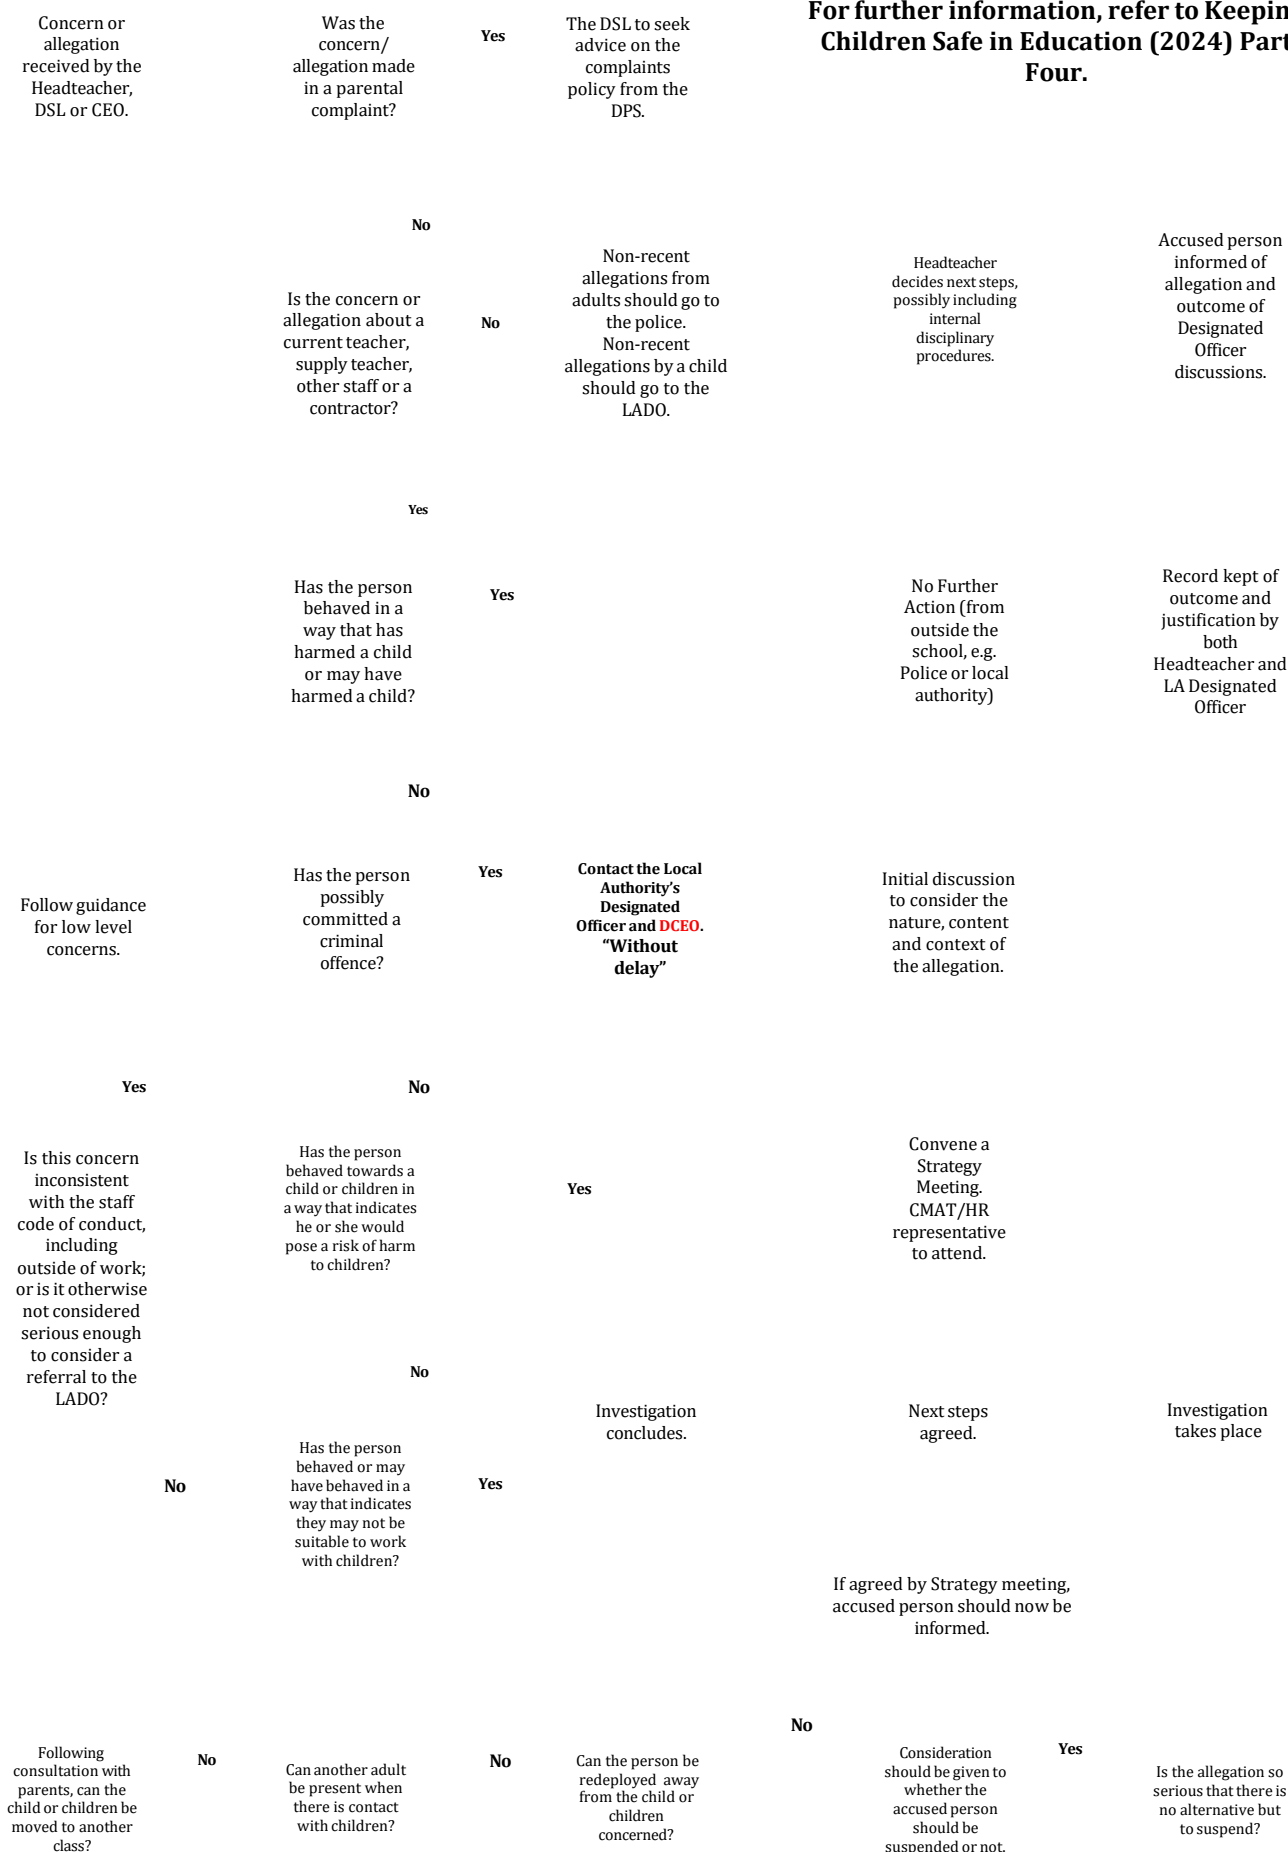 Concern or
allegation
received by the
Headteacher,
DSL or CEO.
Was the
concern/
allegation made
in a parental
complaint?
Yes
The DSL to seek
advice on the
complaints
policy from the
DPS.
For further information, refer to Keepin
Children Safe in Education (2024) Part
Four.
No
Is the concern or
allegation about a
current teacher,
supply teacher,
other staff or a
contractor?
No
Non-recent
allegations from
adults should go to
the police.
Non-recent
allegations by a child
should go to the
LADO.
Headteacher
decides next steps,
possibly including
internal
disciplinary
procedures.
Accused person
informed of
allegation and
outcome of
Designated
Officer
discussions.
Yes
Has the person
behaved in a
way that has
harmed a child
or may have
harmed a child?
Yes
No Further
Action (from
outside the
school, e.g.
Police or local
authority)
Record kept of
outcome and
justification by
both
Headteacher and
LA Designated
Officer
No
Follow guidance
for low level
concerns.
Has the person
possibly
committed a
criminal
offence?
Yes
Contact the Local
Authority’s
Designated
Officer and DCEO.
“Without
delay”
Initial discussion
to consider the
nature, content
and context of
the allegation.
Yes
No
Is this concern
inconsistent
with the staff
code of conduct,
including
outside of work;
or is it otherwise
not considered
serious enough
to consider a
referral to the
LADO?
Has the person
behaved towards a
child or children in
a way that indicates
he or she would
pose a risk of harm
to children?
Yes
Convene a
Strategy
Meeting.
CMAT/HR
representative
to attend.
No
Investigation
concludes.
Next steps
agreed.
Investigation
takes place
No
Has the person
behaved or may
have behaved in a
way that indicates
they may not be
suitable to work
with children?
Yes
If agreed by Strategy meeting,
accused person should now be
informed.
No
Following
consultation with
parents, can the
child or children be
moved to another
class?
No
Can another adult
be present when
there is contact
with children?
No
Can the person be
redeployed away
from the child or
children
concerned?
Consideration
should be given to
whether the
accused person
should be
suspended or not.
Yes
Is the allegation so
serious that there is
no alternative but
to suspend?